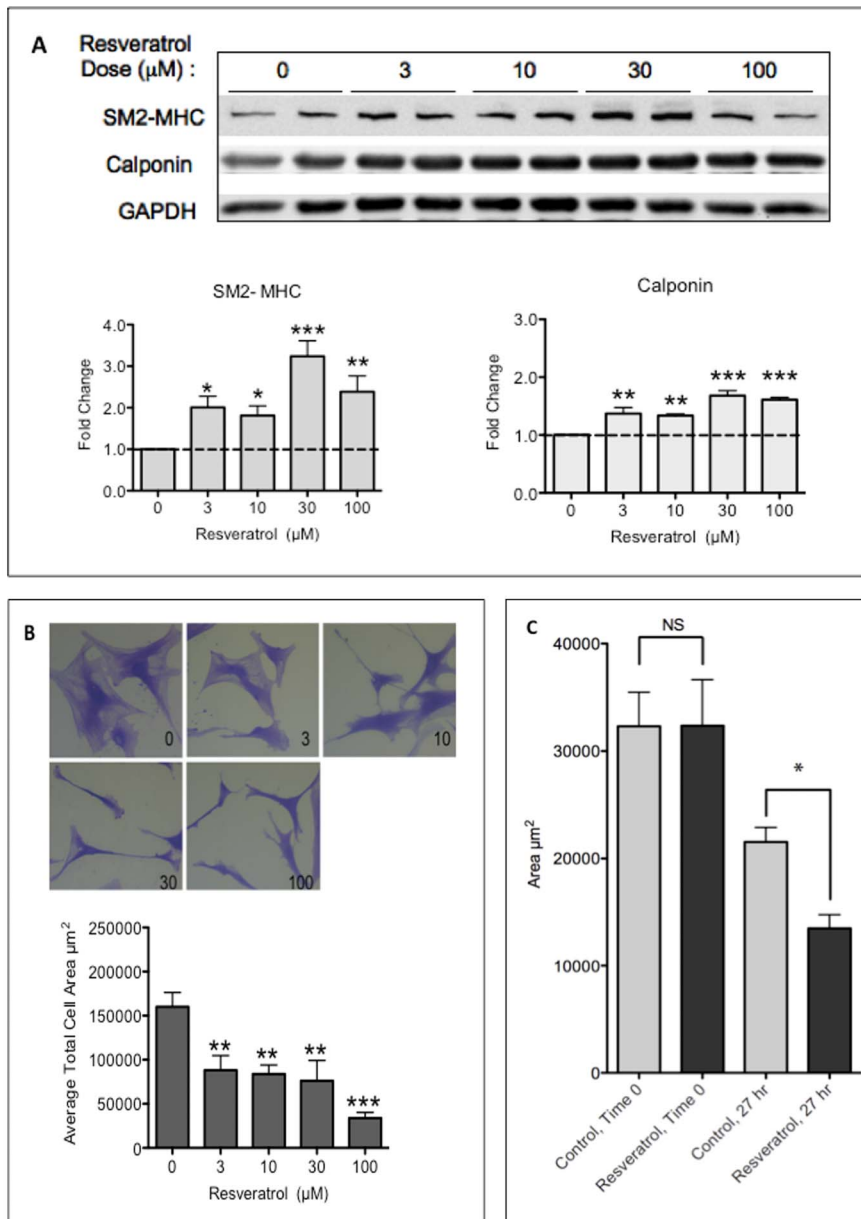 A
Resveratrol
Dose (µM) : 0 3 10 30 100
SM2-MHC
Calponin
GAPDH
SM2- MHC
Fold Change
4.0
3.0
2.0
1.0
0.0
* * *** **
0 3 10 30 100
Resveratrol (µM)
Calponin
Fold Change
3.0
2.0
1.0
0.0
** ** *** ***
0 3 10 30 100
Resveratrol (µM)
B
0 3 10
30 100
Average Total Cell Area µm²
250000
200000
150000
100000
50000
0
** ** ** ***
0 3 10 30 100
Resveratrol (µM)
C
Area µm²
40000
30000
20000
10000
0
NS
*
Control, Time 0
Resveratrol, Time 0
Control, 27 hr
Resveratrol, 27 hr